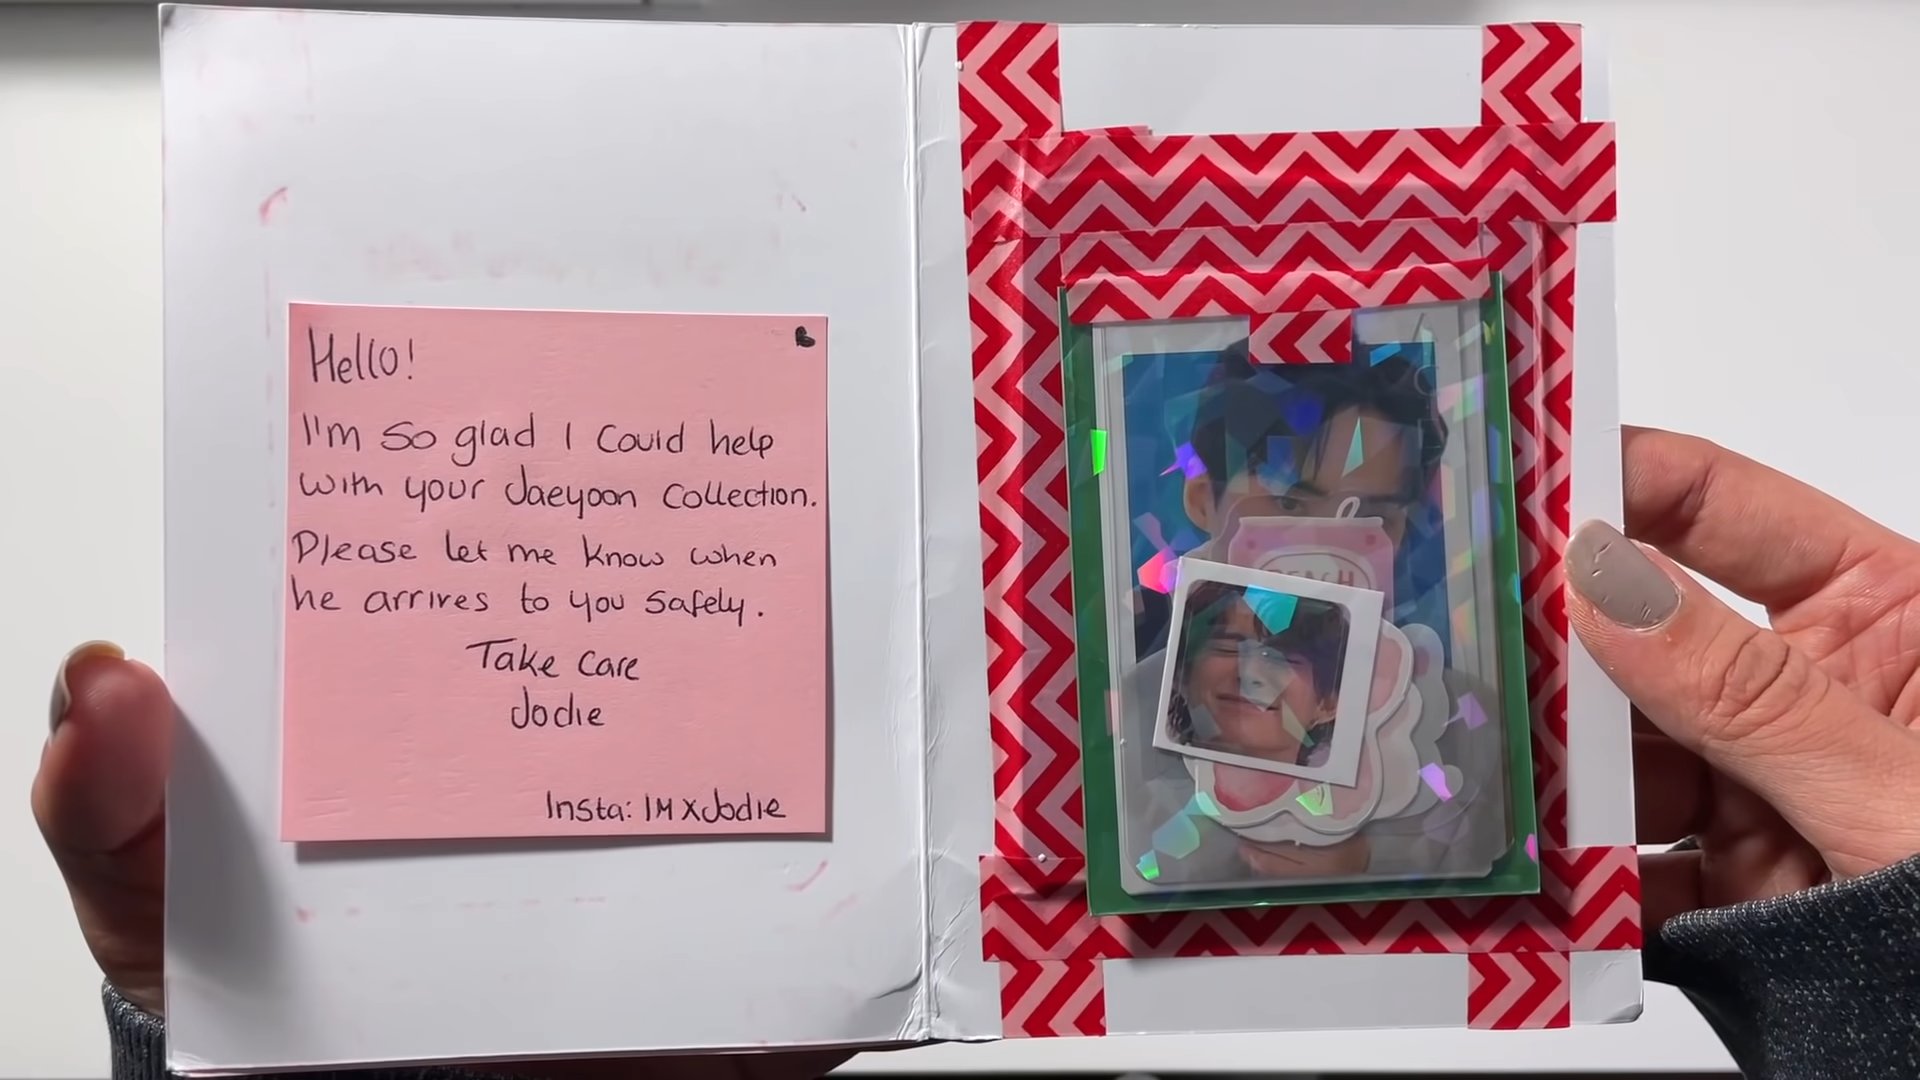 Hello!
I'm so glad I could help
with your Jaeyoon Collection.
Please let me know when
he arrives to you safely.
Take care
Jodie
Insta: IMXJodie